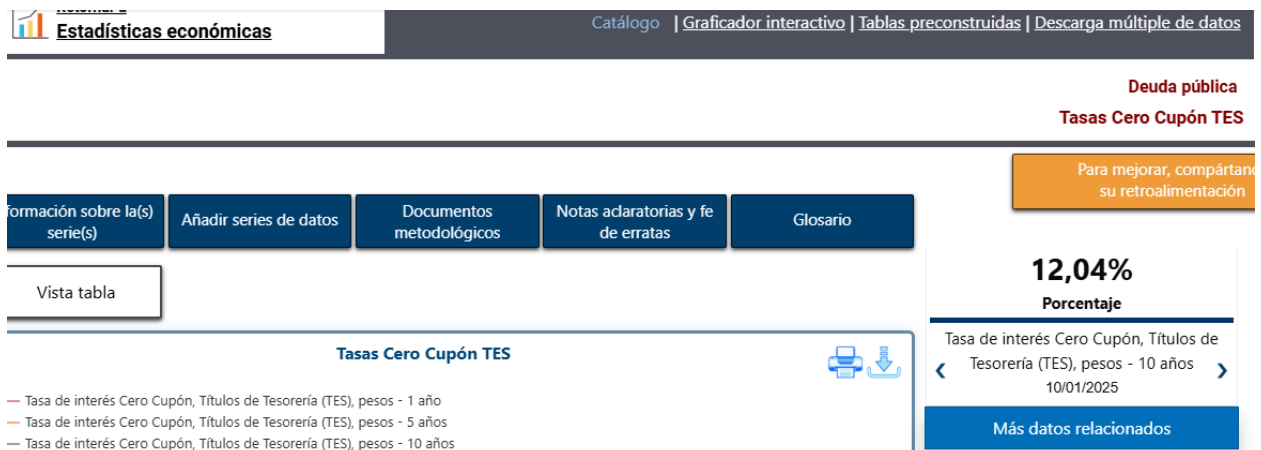 Estadísticas económicas
Catálogo | Graficador interactivo | Tablas preconstruidas | Descarga múltiple de datos
Deuda pública
Tasas Cero Cupón TES
Para mejorar, compártano
su retroalimentación
formación sobre la(s)
serie(s)
Añadir series de datos
Documentos
metodológicos
Notas aclaratorias y fe
de erratas
Glosario
Vista tabla
12,04%
Porcentaje
Tasa de interés Cero Cupón, Títulos de
Tesorería (TES), pesos - 10 años
10/01/2025
Más datos relacionados
Tasas Cero Cupón TES
Tasa de interés Cero Cupón, Títulos de Tesorería (TES), pesos - 1 año
Tasa de interés Cero Cupón, Títulos de Tesorería (TES), pesos - 5 años
Tasa de interés Cero Cupón, Títulos de Tesorería (TES), pesos - 10 años